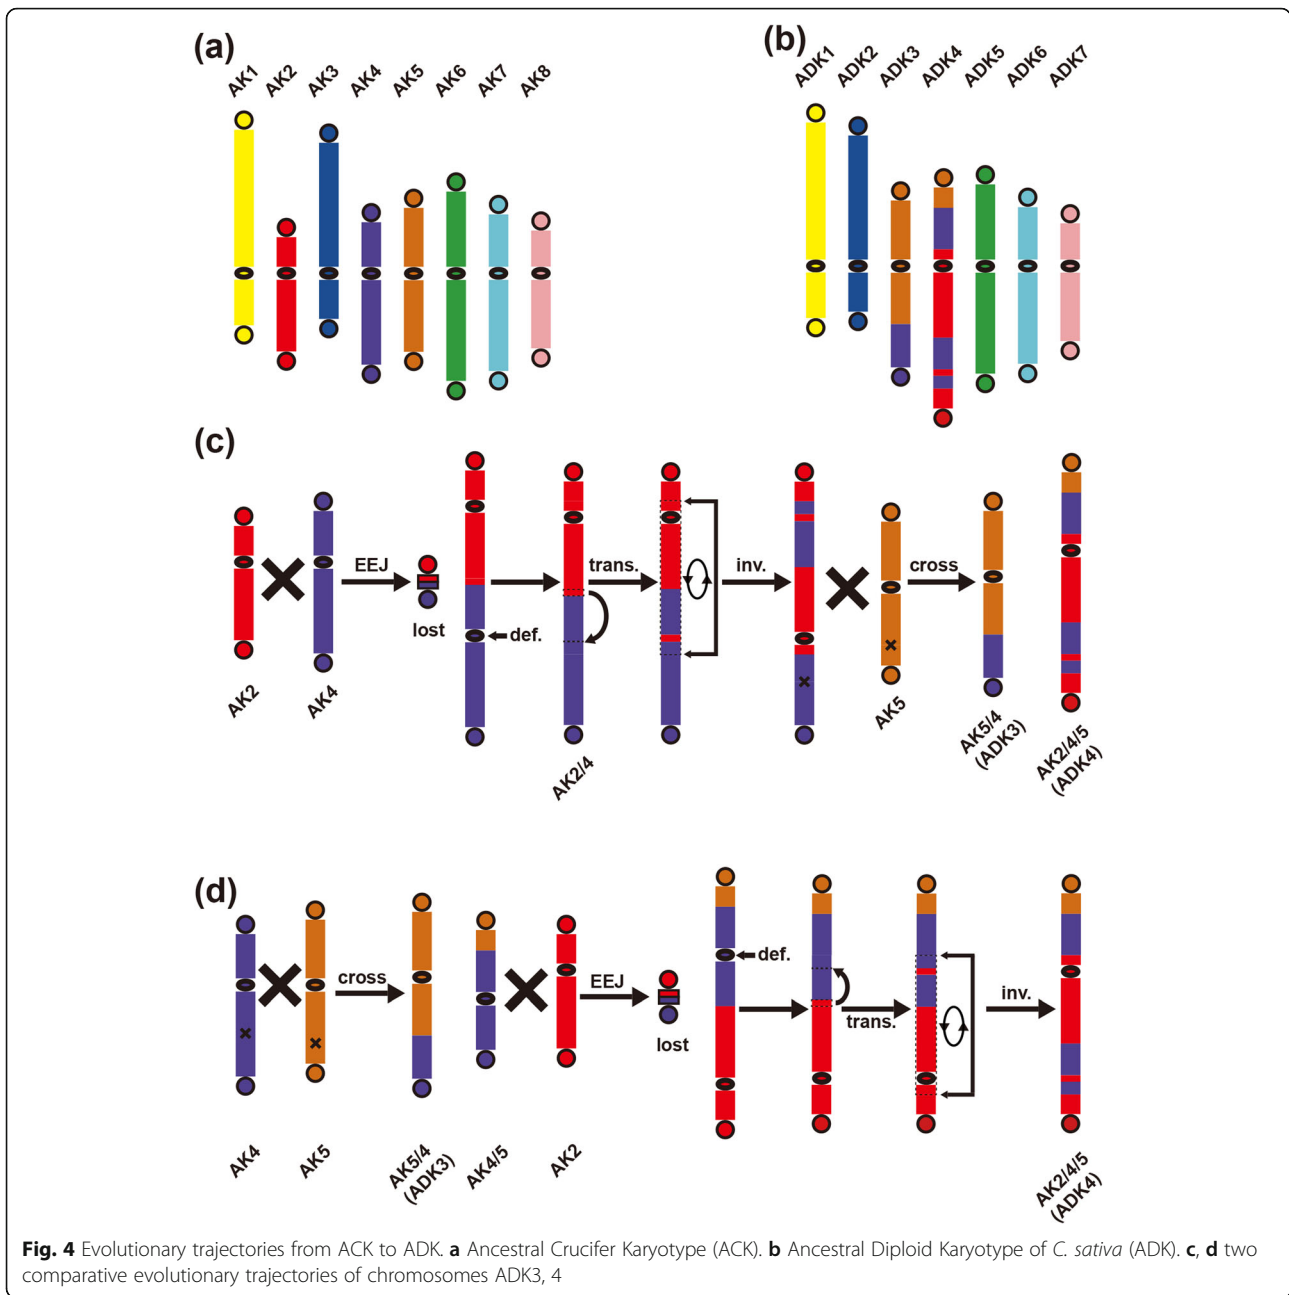 (a)
AK1 AK2 AK3 AK4 AK5 AK6 AK7 AK8
(b)
ADK1 ADK2 ADK3 ADK4 ADK5 ADK6 ADK7
(c)
AK2
AK4
EEJ
lost
def.
AK2/4
trans.
inv.
AK5
cross
AK5/4
(ADK3)
AK2/4/5
(ADK4)
(d)
AK4
AK5
cross
AK5/4
(ADK3)
AK4/5
AK2
EEJ
lost
def.
trans.
inv.
AK2/4/5
(ADK4)
Fig. 4 Evolutionary trajectories from ACK to ADK. a Ancestral Crucifer Karyotype (ACK). b Ancestral Diploid Karyotype of C. sativa (ADK). c, d two
comparative evolutionary trajectories of chromosomes ADK3, 4